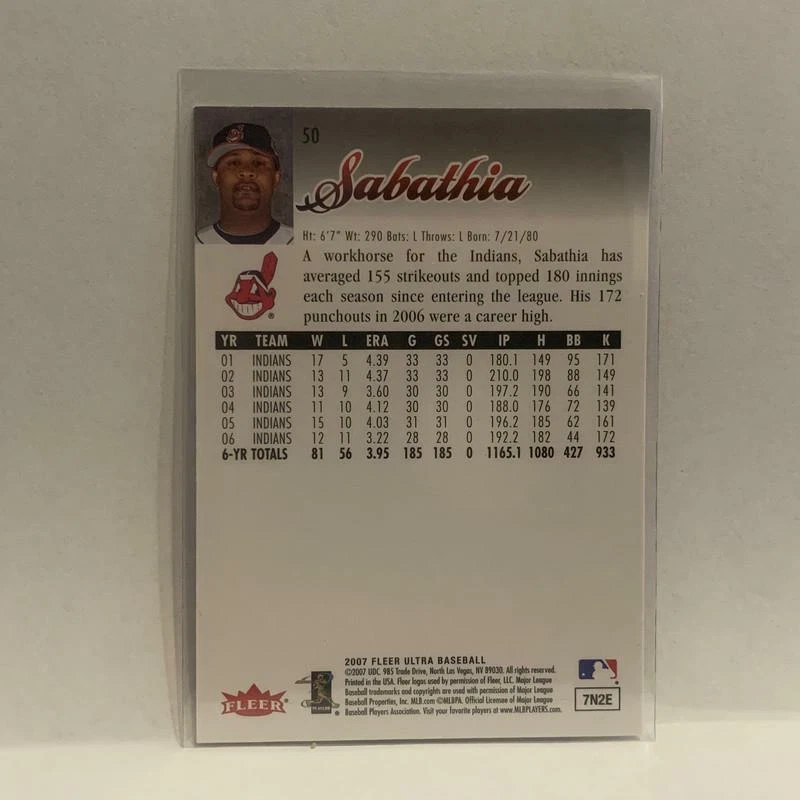 50
Sabathia
Ht: 6'7" Wt: 290 Bats: L Throws: L Born: 7/21/80
A workhorse for the Indians, Sabathia has
averaged 155 strikeouts and topped 180 innings
each season since entering the league. His 172
punchouts in 2006 were a career high.
YR TEAM W L ERA G GS SV IP H BB K
01 INDIANS 17 5 4.39 33 33 0 180.1 149 95 171
02 INDIANS 13 11 4.37 33 33 0 210.0 198 88 149
03 INDIANS 13 9 3.60 30 30 0 197.2 190 66 141
04 INDIANS 11 10 4.12 30 30 0 188.0 176 72 139
05 INDIANS 15 10 4.03 31 31 0 196.2 185 62 161
06 INDIANS 12 11 3.22 28 28 0 192.2 182 44 172
6-YR TOTALS 81 56 3.95 185 185 0 1165.1 1080 427 933
2007 FLEER ULTRA BASEBALL
©2007 UDC. 985 Trade Drive, North Las Vegas, NV 89030. All rights reserved.
Printed in the USA. Fleer logos used by permission of Fleer, LLC. Major League
Baseball trademarks and copyrights are used with permission of Major League
Baseball Properties, Inc. MLB.com ©MLBPA. Official Licensee of Major League
Baseball Players Association. Visit your favorite players at www.MLBPLAYERS.com.
FLEER
PLAYERS
7N2E